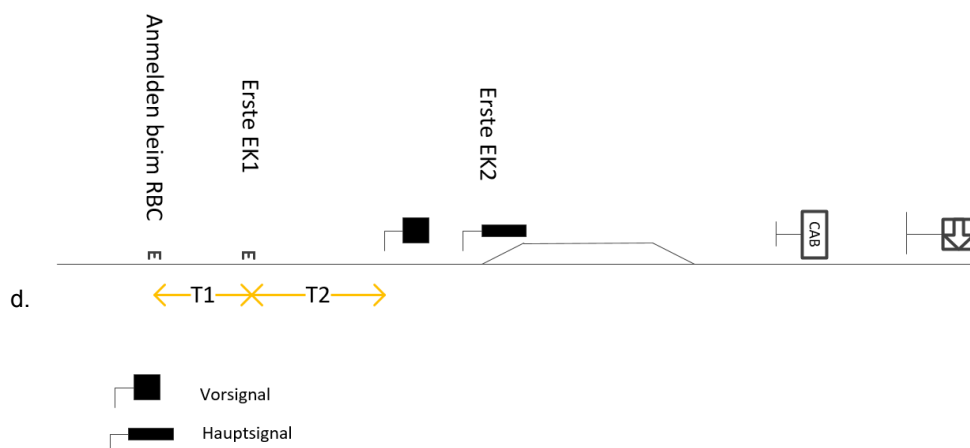 Anmelden beim RBC
Erste EK1
Erste EK2
CAB
E
E
T1
T2
d.
Vorsignal
Hauptsignal